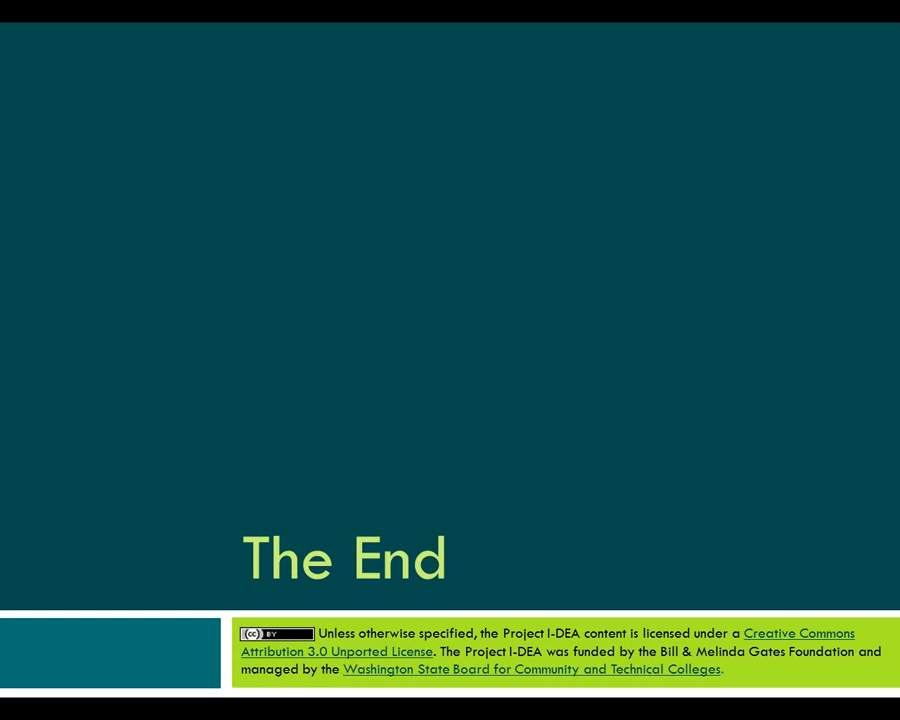 The End
(cc) BY Unless otherwise specified, the Project I-DEA content is licensed under a Creative Commons
Attribution 3.0 Unported License. The Project I-DEA was funded by the Bill & Melinda Gates Foundation and
managed by the Washington State Board for Community and Technical Colleges.